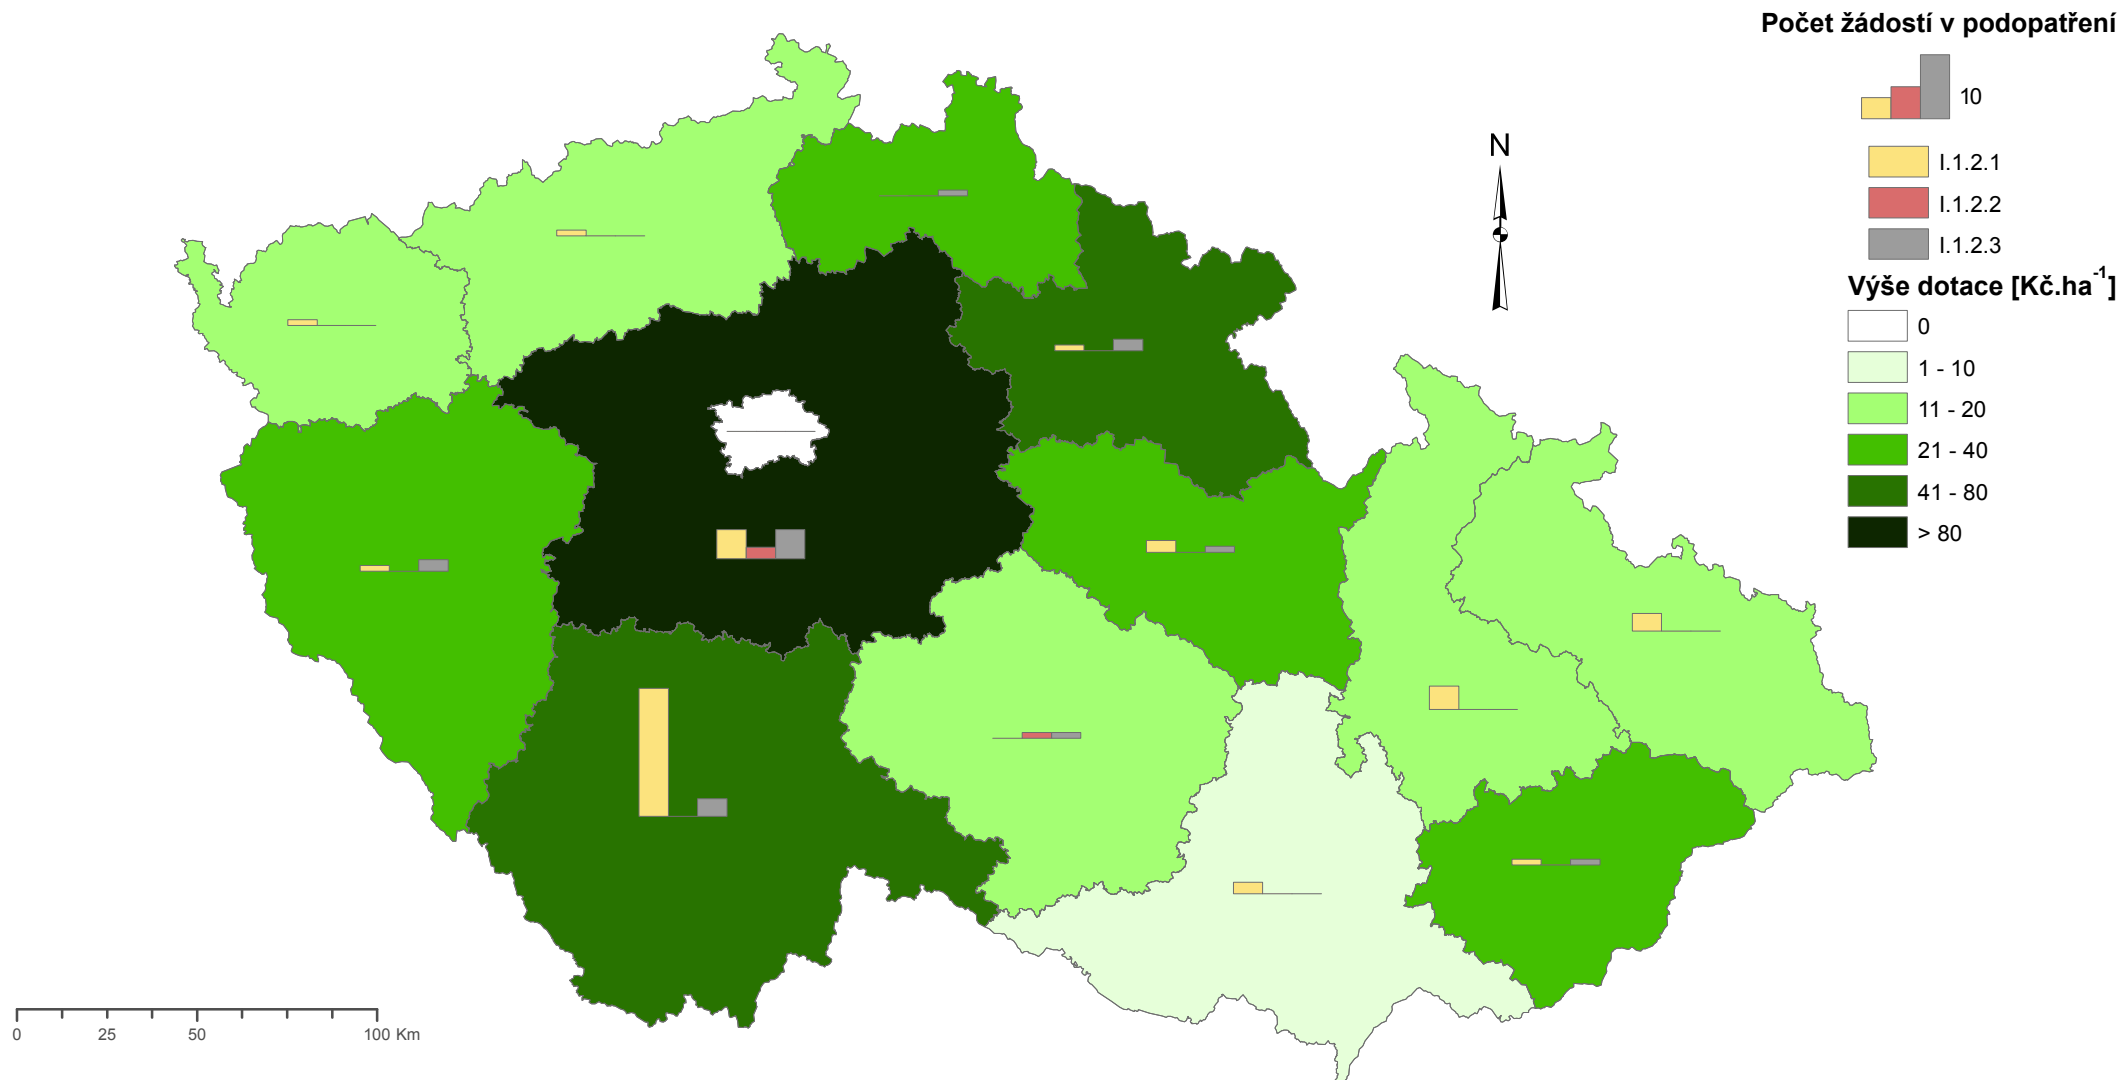 Počet žádostí v podopatření
10
I.1.2.1
I.1.2.2
I.1.2.3
Výše dotace [Kč.ha-1]
0
1 - 10
11 - 20
21 - 40
41 - 80
> 80
N
0 25 50 100 Km